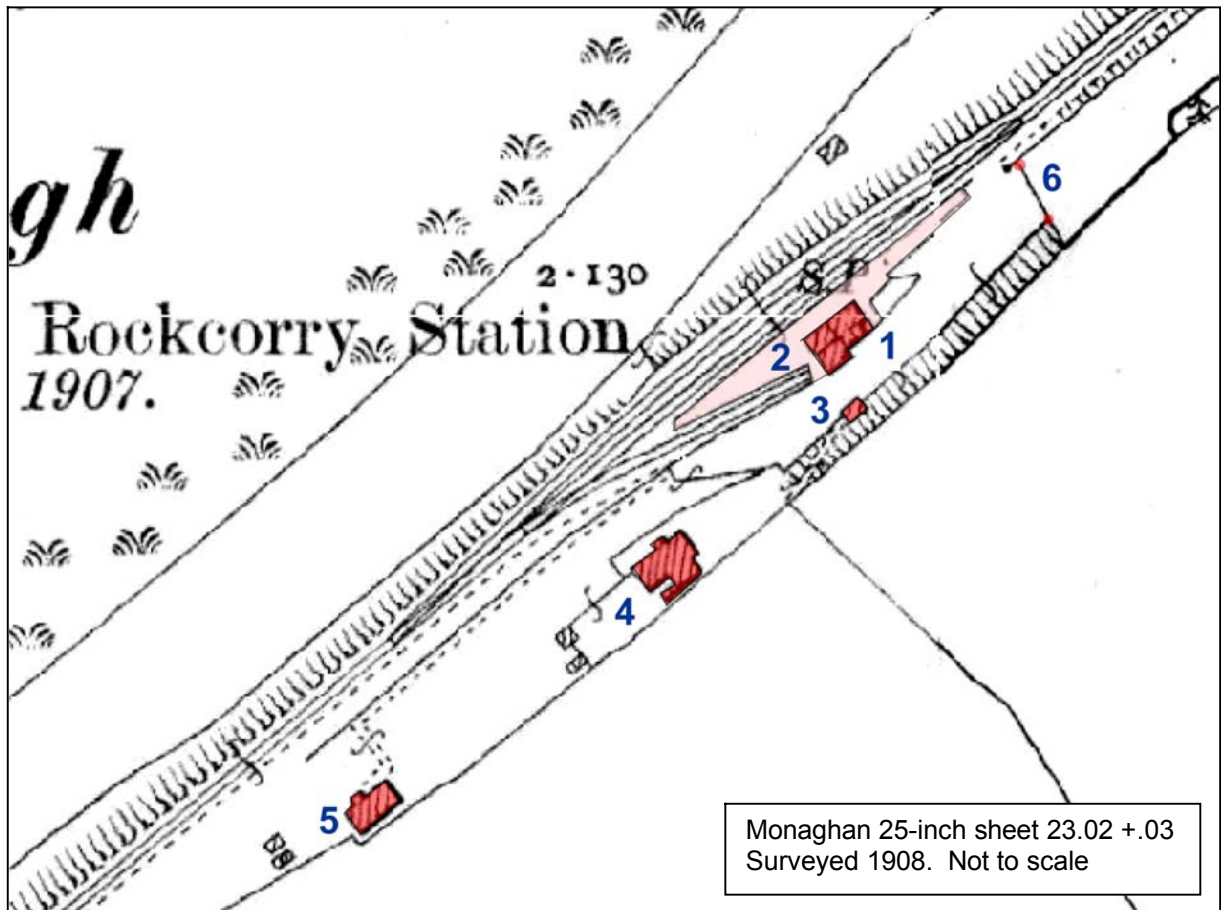 gh
2·130
Rockcorry Station
1907.
S.P.
1
2
3
4
5
6
Monaghan 25-inch sheet 23.02 +.03
Surveyed 1908. Not to scale